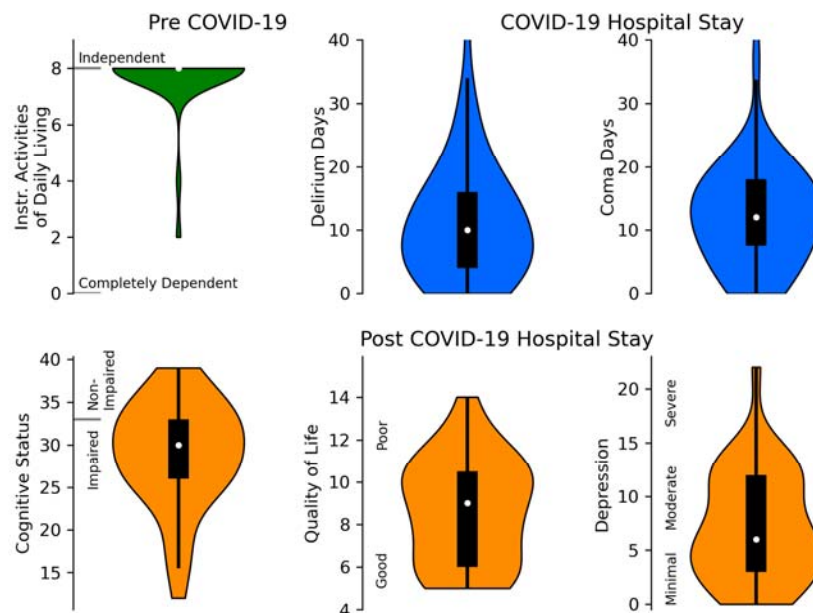 Pre COVID-19
COVID-19 Hospital Stay
Instr. Activities
of Daily Living
8
6
4
2
0
Independent
Completely Dependent
Delirium Days
40
30
20
10
0
Coma Days
40
30
20
10
0
Post COVID-19 Hospital Stay
Cognitive Status
40
35
30
25
20
15
Non-
Impaired
Impaired
Quality of Life
14
12
10
8
6
4
Poor
Good
Depression
20
15
10
5
0
Severe
Moderate
Minimal